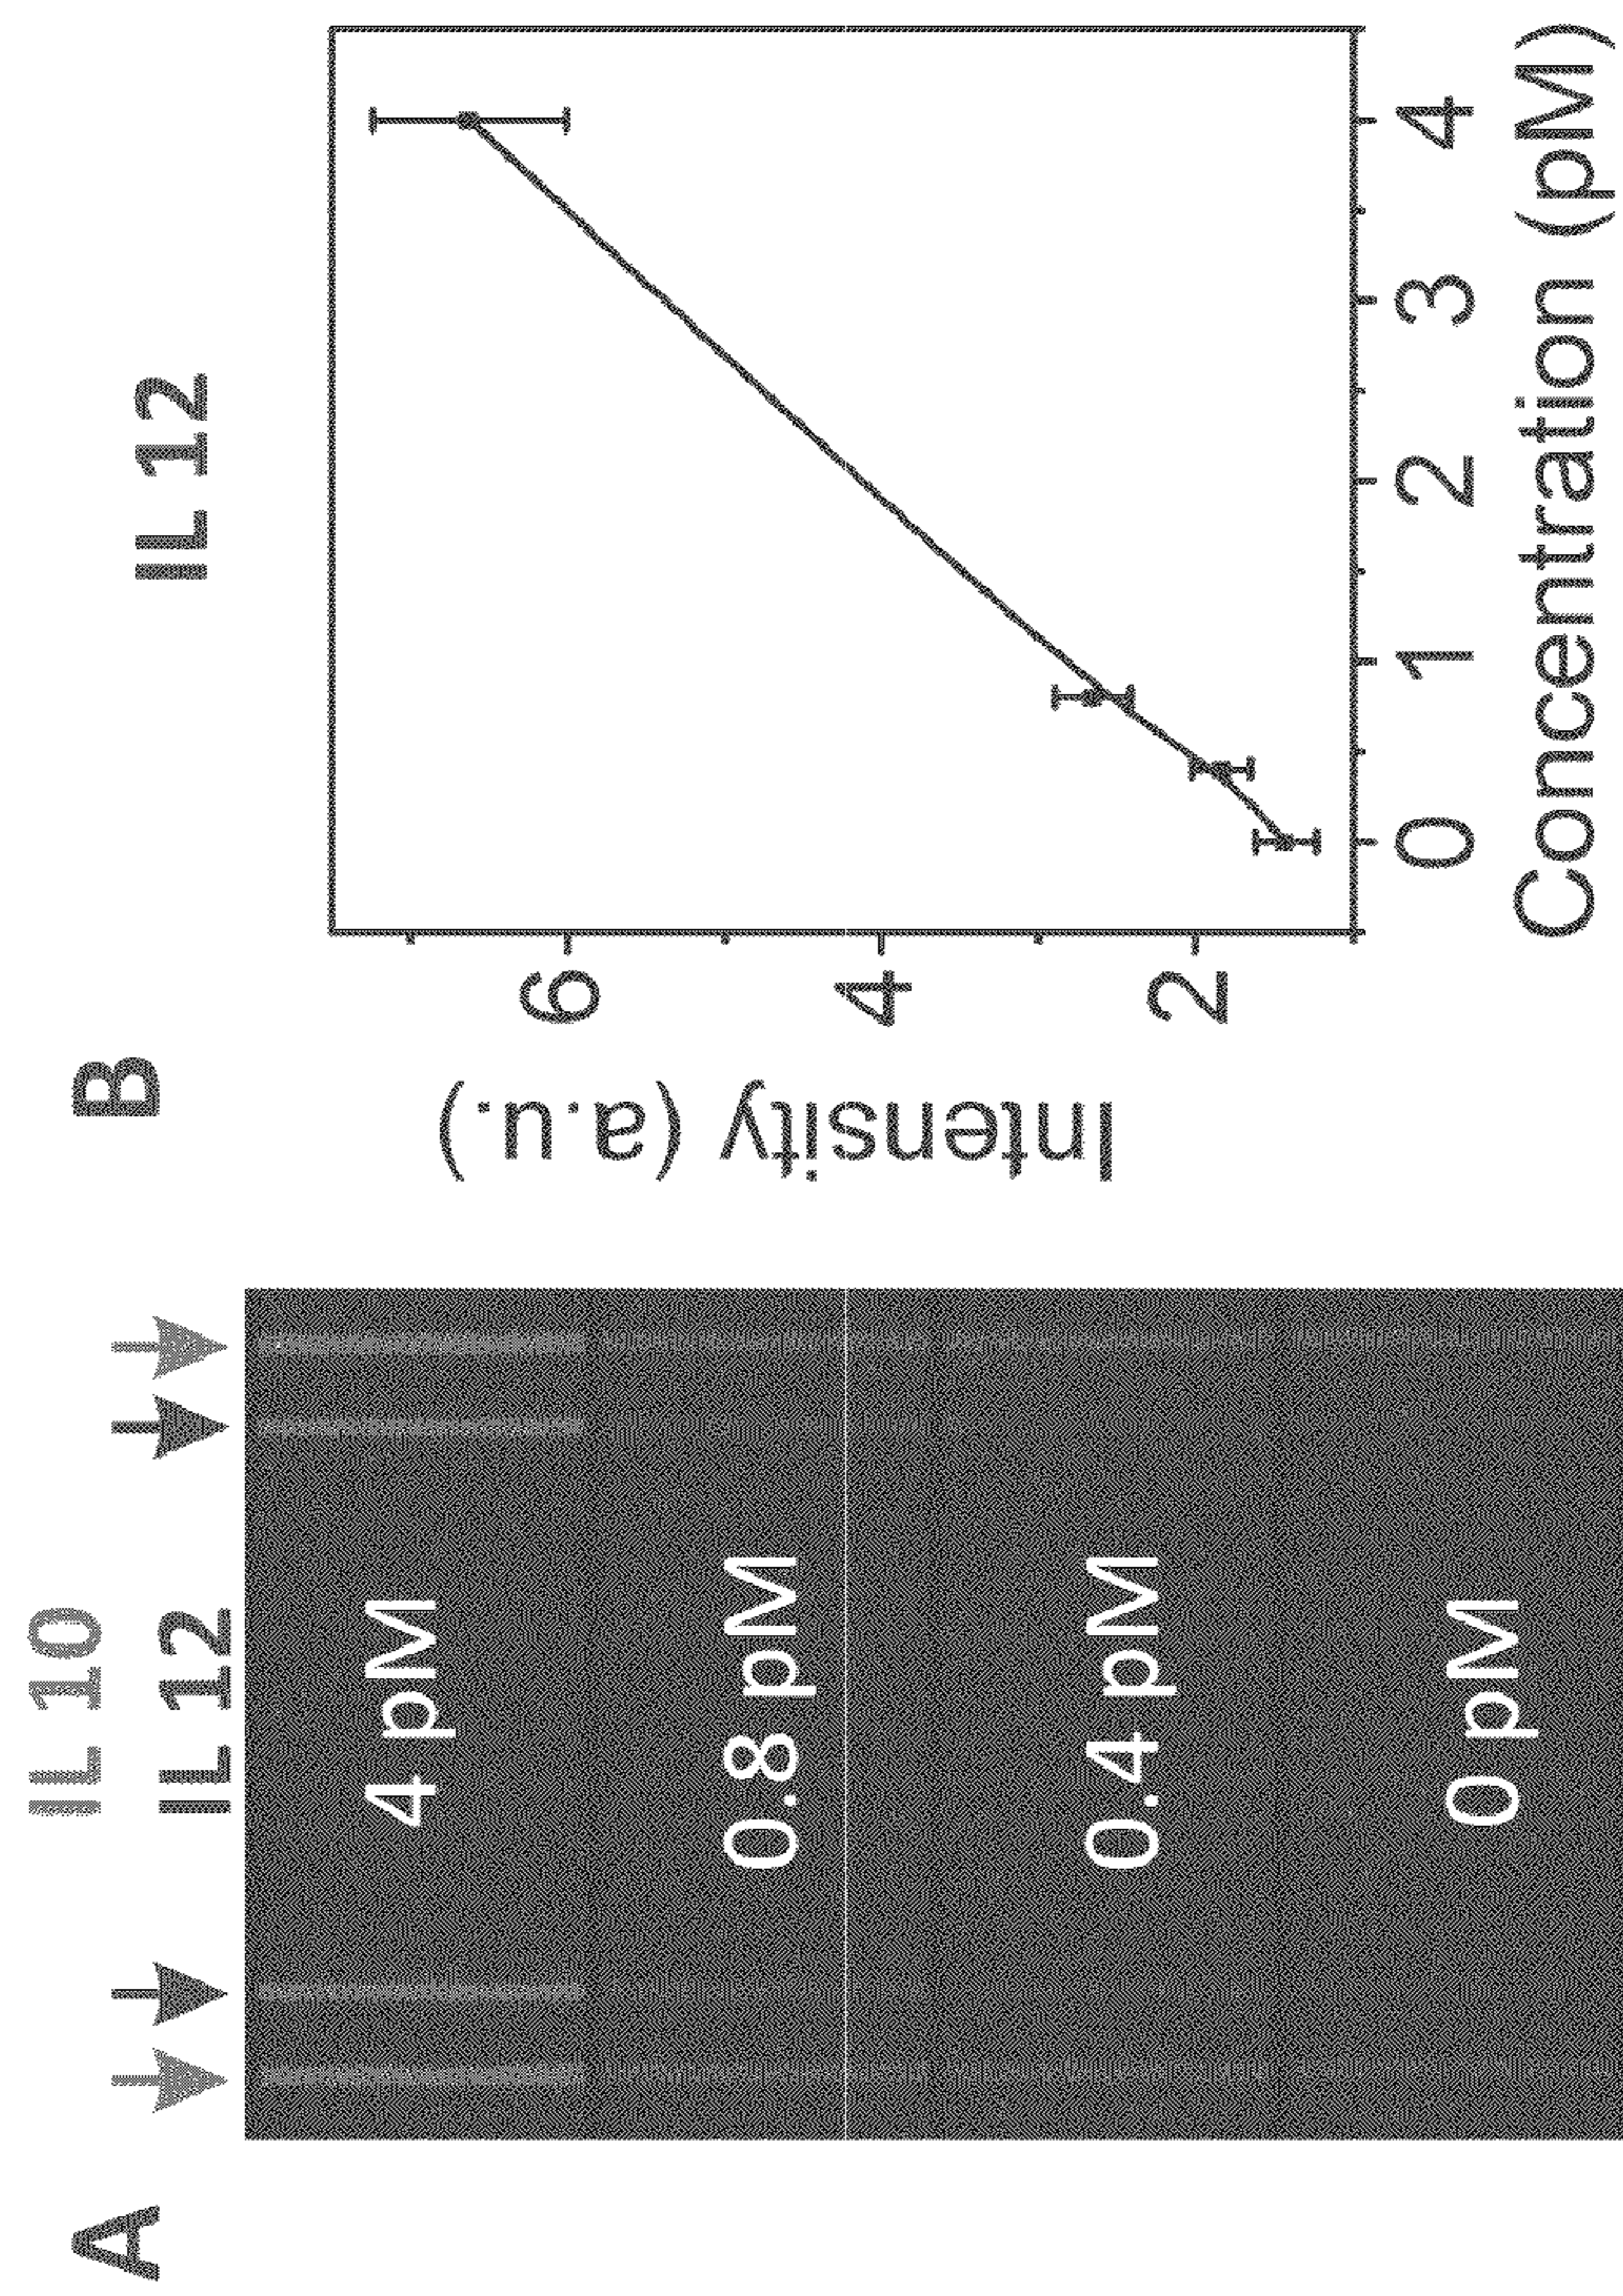 A
IL 10
IL 12
4 pM
0.8 pM
0.4 pM
0 pM
B
IL 12
Intensity (a.u.)
6
4
2
0 1 2 3 4
Concentration (pM)